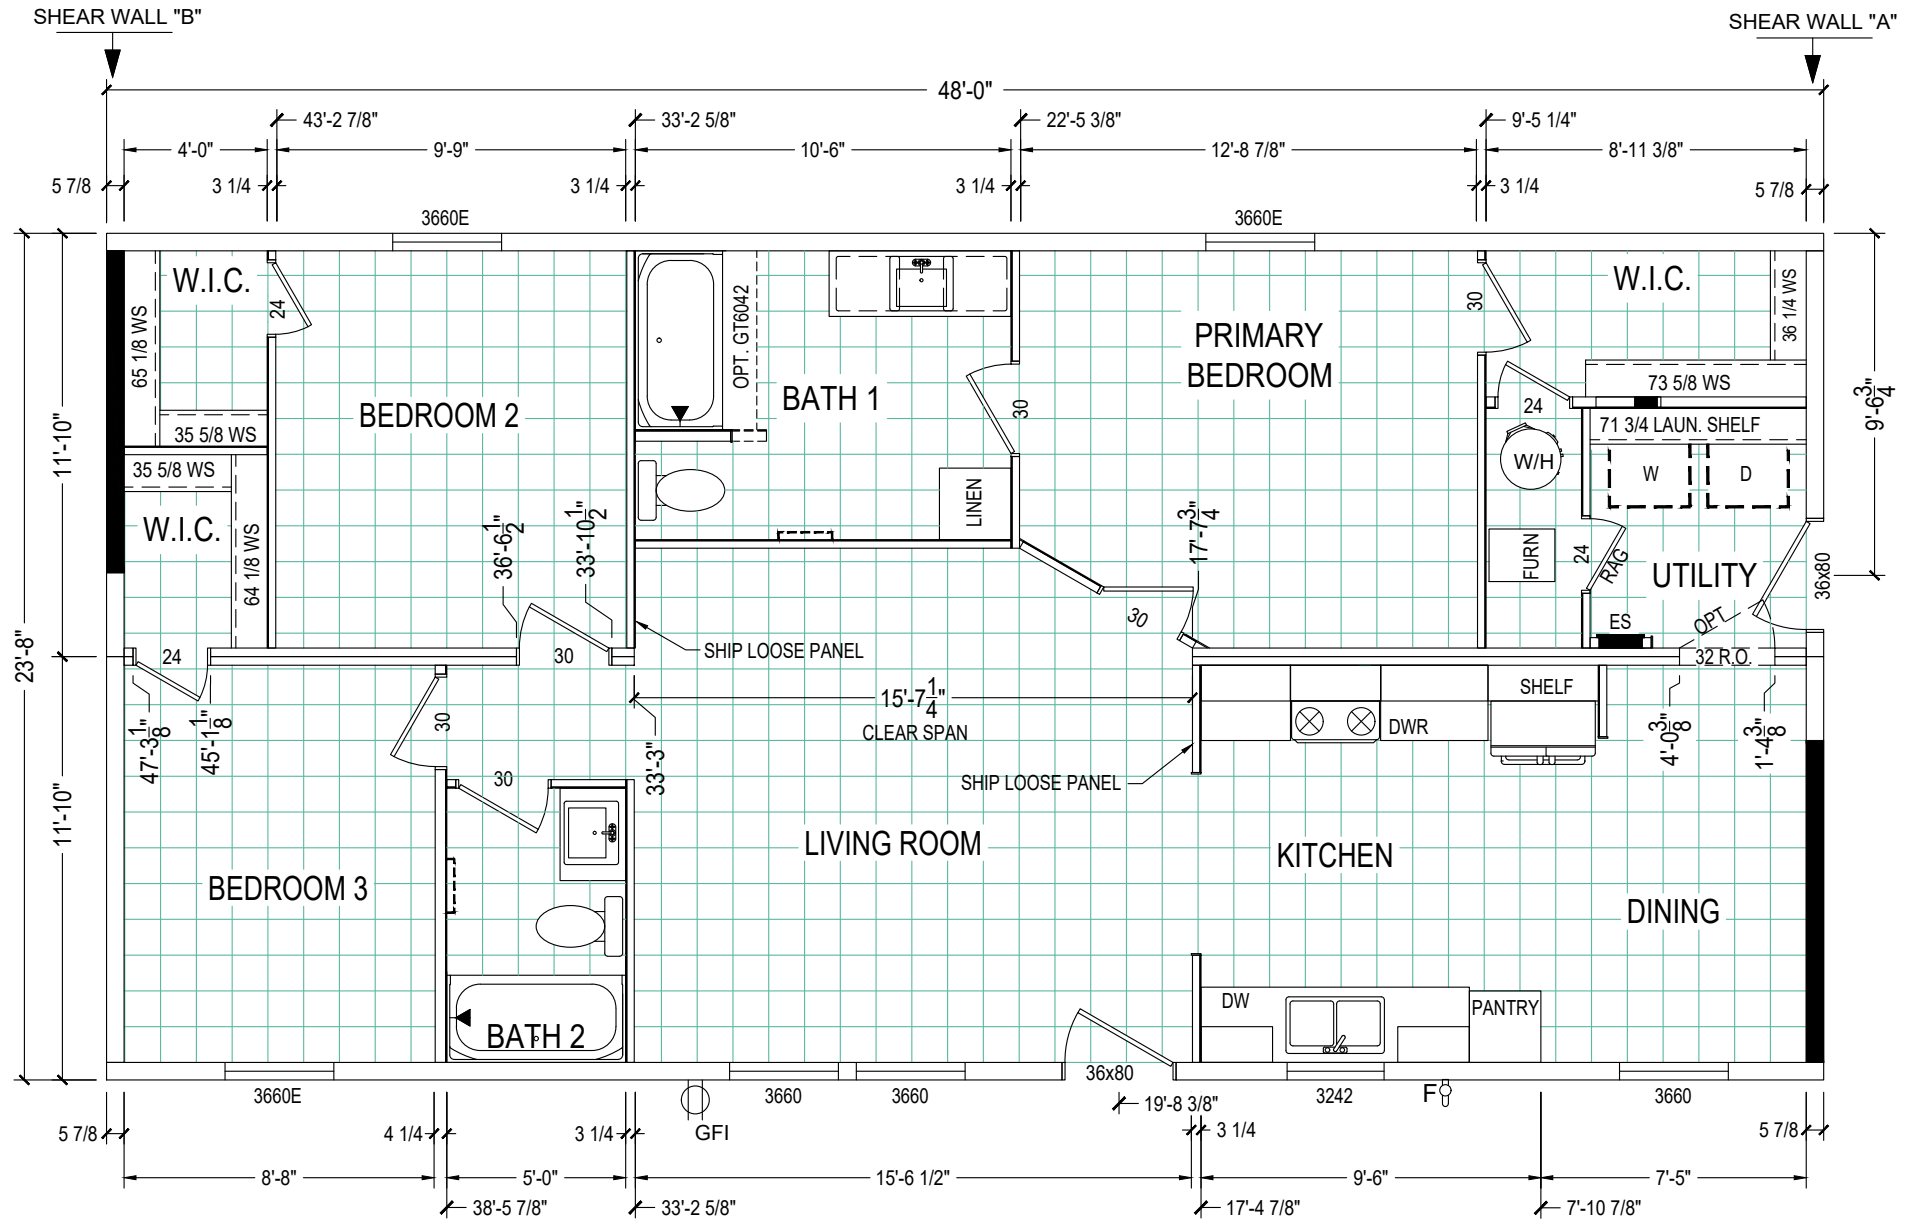 SHEAR WALL "B"
SHEAR WALL "A"
48'-0"
43'-2 7/8"
33'-2 5/8"
22'-5 3/8"
9'-5 1/4"
4'-0"
9'-9"
10'-6"
12'-8 7/8"
8'-11 3/8"
5 7/8
3 1/4
3 1/4
3 1/4
3 1/4
5 7/8
3660E
3660E
W.I.C.
24
65 1/8 WS
35 5/8 WS
BEDROOM 2
OPT. GT6042
BATH 1
30
LINEN
PRIMARY
BEDROOM
30
W.I.C.
36 1/4 WS
73 5/8 WS
24
71 3/4 LAUN. SHELF
W/H
W
D
9'-6 3/4"
11'-10"
35 5/8 WS
W.I.C.
64 1/8 WS
36'-6 1/2"
33'-10 1/2"
17'-7 3/4"
FURN
24
RAG
UTILITY
36x80
ES
OPT
30
30
24
SHIP LOOSE PANEL
32 R.O.
23'-8"
15'-7 1/4"
CLEAR SPAN
SHELF
DWR
47'-3 1/8"
45'-1 1/8"
30
33'-3"
4'-0 3/8"
1'-4 3/8"
SHIP LOOSE PANEL
30
11'-10"
LIVING ROOM
KITCHEN
BEDROOM 3
DINING
DW
PANTRY
BATH 2
3660E
3660
3660
36x80
3242
F
3660
19'-8 3/8"
GFI
5 7/8
4 1/4
3 1/4
3 1/4
5 7/8
8'-8"
5'-0"
15'-6 1/2"
9'-6"
7'-5"
38'-5 7/8"
33'-2 5/8"
17'-4 7/8"
7'-10 7/8"